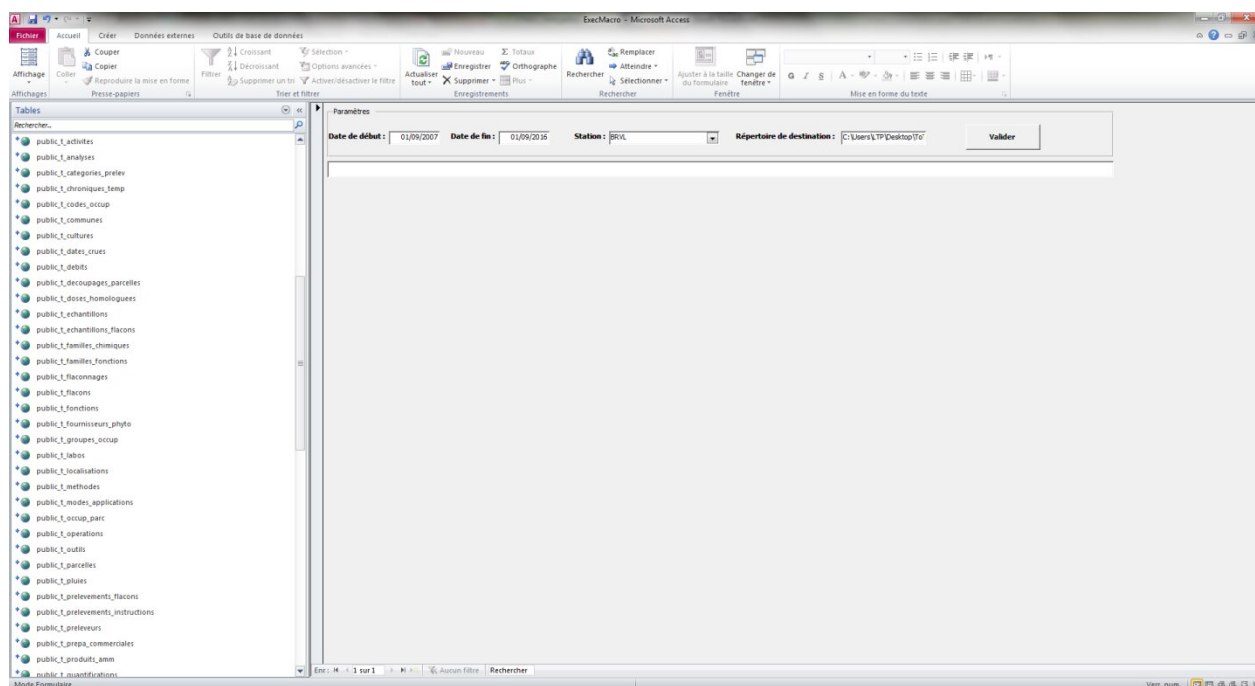 ExecMacro - Microsoft Access
Fichier Accueil Créer Données externes Outils de base de données
Affichage
Coller
Couper
Copier
Reproduire la mise en forme
Filtrer
Croissant
Décroissant
Supprimer un tri
Sélection
Options avancées
Activer/désactiver le filtre
Actualiser tout
Nouveau
Enregistrer
Supprimer
Totaux
Orthographe
Plus
Rechercher
Remplacer
Atteindre
Sélectionner
Ajuster à la taille du formulaire
Changer de fenêtre
G I S A
Affichages Presse-papiers Trier et filtrer Enregistrements Rechercher Fenêtre Mise en forme du texte
Tables
Rechercher...
public_t_activites
public_t_analyses
public_t_categories_prelev
public_t_chroniques_temp
public_t_codes_occup
public_t_communes
public_t_cultures
public_t_dates_crues
public_t_debits
public_t_decoupages_parcelles
public_t_doses_homologuees
public_t_echantillons
public_t_echantillons_flacons
public_t_familles_chimiques
public_t_familles_fonctions
public_t_flaconnages
public_t_flacons
public_t_fonctions
public_t_fournisseurs_phyto
public_t_groupes_occup
public_t_labos
public_t_localisations
public_t_methodes
public_t_modes_applications
public_t_occup_parc
public_t_operations
public_t_outils
public_t_parcelles
public_t_pluies
public_t_prelevements_flacons
public_t_prelevements_instructions
public_t_preleveurs
public_t_prepa_commerciales
public_t_produits_amm
public_t_quantifications
Paramètres
Date de début : 01/09/2007 Date de fin : 01/09/2016 Station : BRVL Répertoire de destination : C:\Users\LTP\Desktop\To Valider
Enr : 1 sur 1 Aucun filtre Rechercher
Mode Formulaire Verr. num.